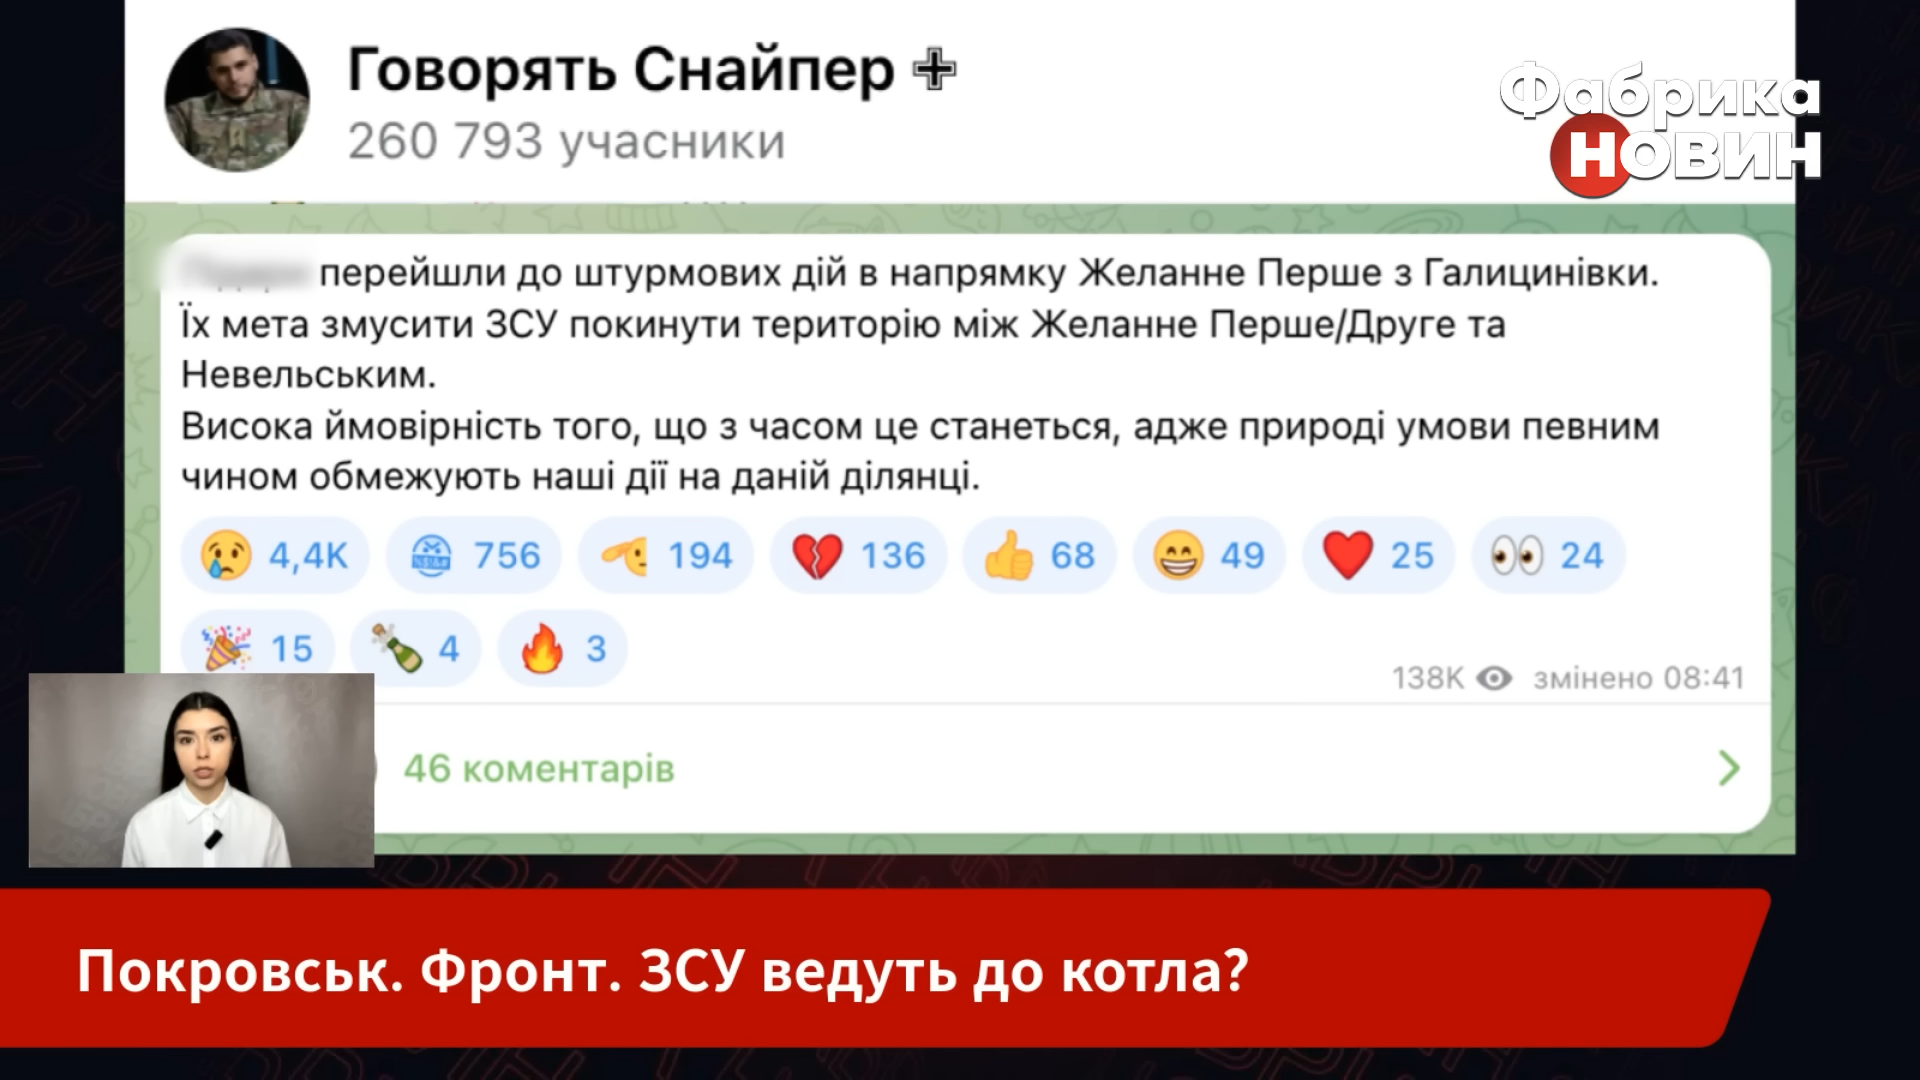 Говорять Снайпер
260 793 учасники
Фабрика
новин
перейшли до штурмових дій в напрямку Желанне Перше з Галицинівки.
Їх мета змусити ЗСУ покинути територію між Желанне Перше/Друге та
Невельським.
Висока ймовірність того, що з часом це станеться, адже природі умови певним
чином обмежують наші дії на даній ділянці.
4,4K 756 194 136 68 49 25 24
15 4 3
138K змінено 08:41
46 коментарів
Покровськ. Фронт. ЗСУ ведуть до котла?